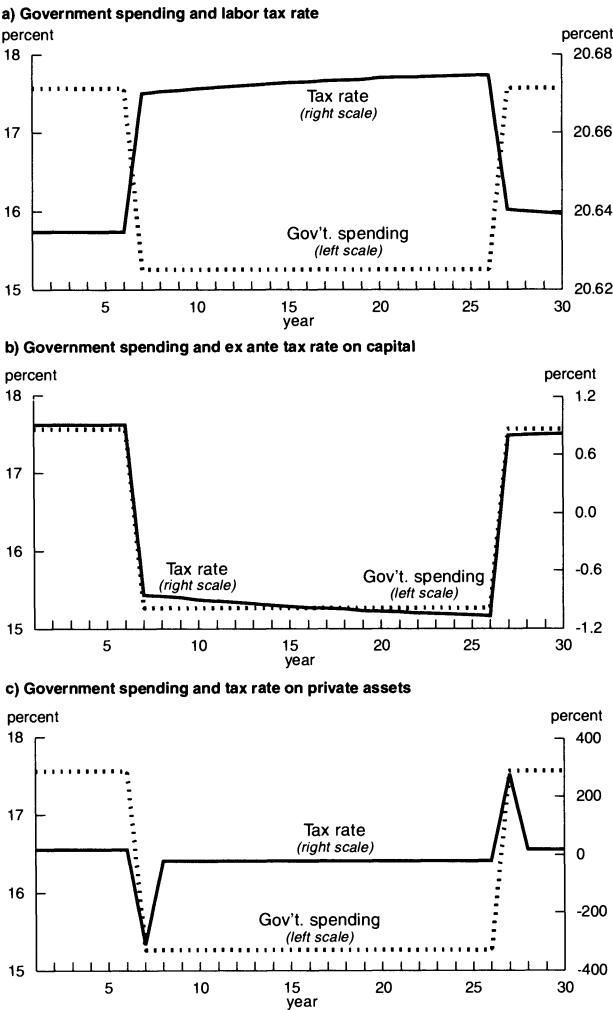 a) Government spending and labor tax rate
percent percent
18 20.68
Tax rate
(right scale)
17 20.66
16 20.64
Gov't. spending
(left scale)
15 20.62
5 10 15 20 25 30
year
b) Government spending and ex ante tax rate on capital
percent percent
18 1.2
0.6
17
0.0
16
Tax rate
(right scale)
Gov't. spending
(left scale)
-0.6
15 -1.2
5 10 15 20 25 30
year
c) Government spending and tax rate on private assets
percent percent
18 400
200
17
Tax rate
(right scale)
0
16
Gov't. spending
(left scale)
-200
15 -400
5 10 15 20 26 30
year